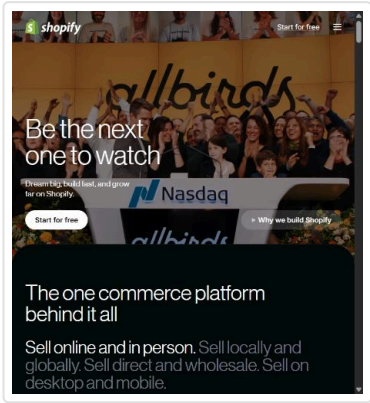 shopify
Start for free
allbirds
Be the next
one to watch
Dream big, build fast, and grow
far on Shopify.
Nasdaq
Start for free
Why we build Shopify
allbirds
The one commerce platform
behind it all
Sell online and in person. Sell locally and
globally. Sell direct and wholesale. Sell on
desktop and mobile.